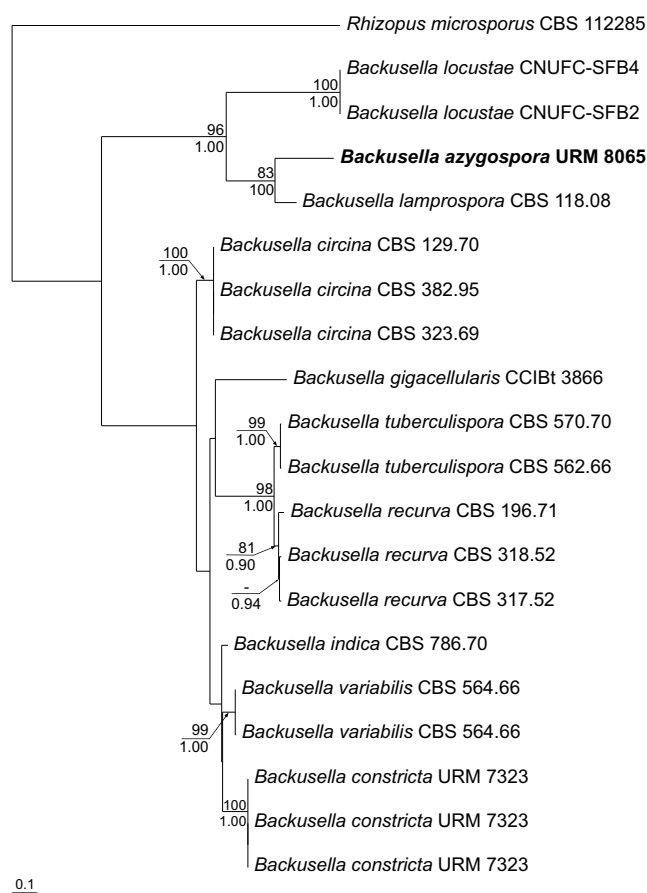 Rhizopus microsporus CBS 112285
Backusella locustae CNUFC-SFB4
100
1.00
Backusella locustae CNUFC-SFB2
96
1.00
Backusella azygospora URM 8065
83
100
Backusella lamprospora CBS 118.08
Backusella circina CBS 129.70
100
1.00
Backusella circina CBS 382.95
Backusella circina CBS 323.69
Backusella gigacellularis CCIBt 3866
Backusella tuberculispora CBS 570.70
99
1.00
Backusella tuberculispora CBS 562.66
98
1.00
Backusella recurva CBS 196.71
81
0.90
Backusella recurva CBS 318.52
-
0.94
Backusella recurva CBS 317.52
Backusella indica CBS 786.70
Backusella variabilis CBS 564.66
99
1.00
Backusella variabilis CBS 564.66
Backusella constricta URM 7323
100
1.00
Backusella constricta URM 7323
Backusella constricta URM 7323
0.1